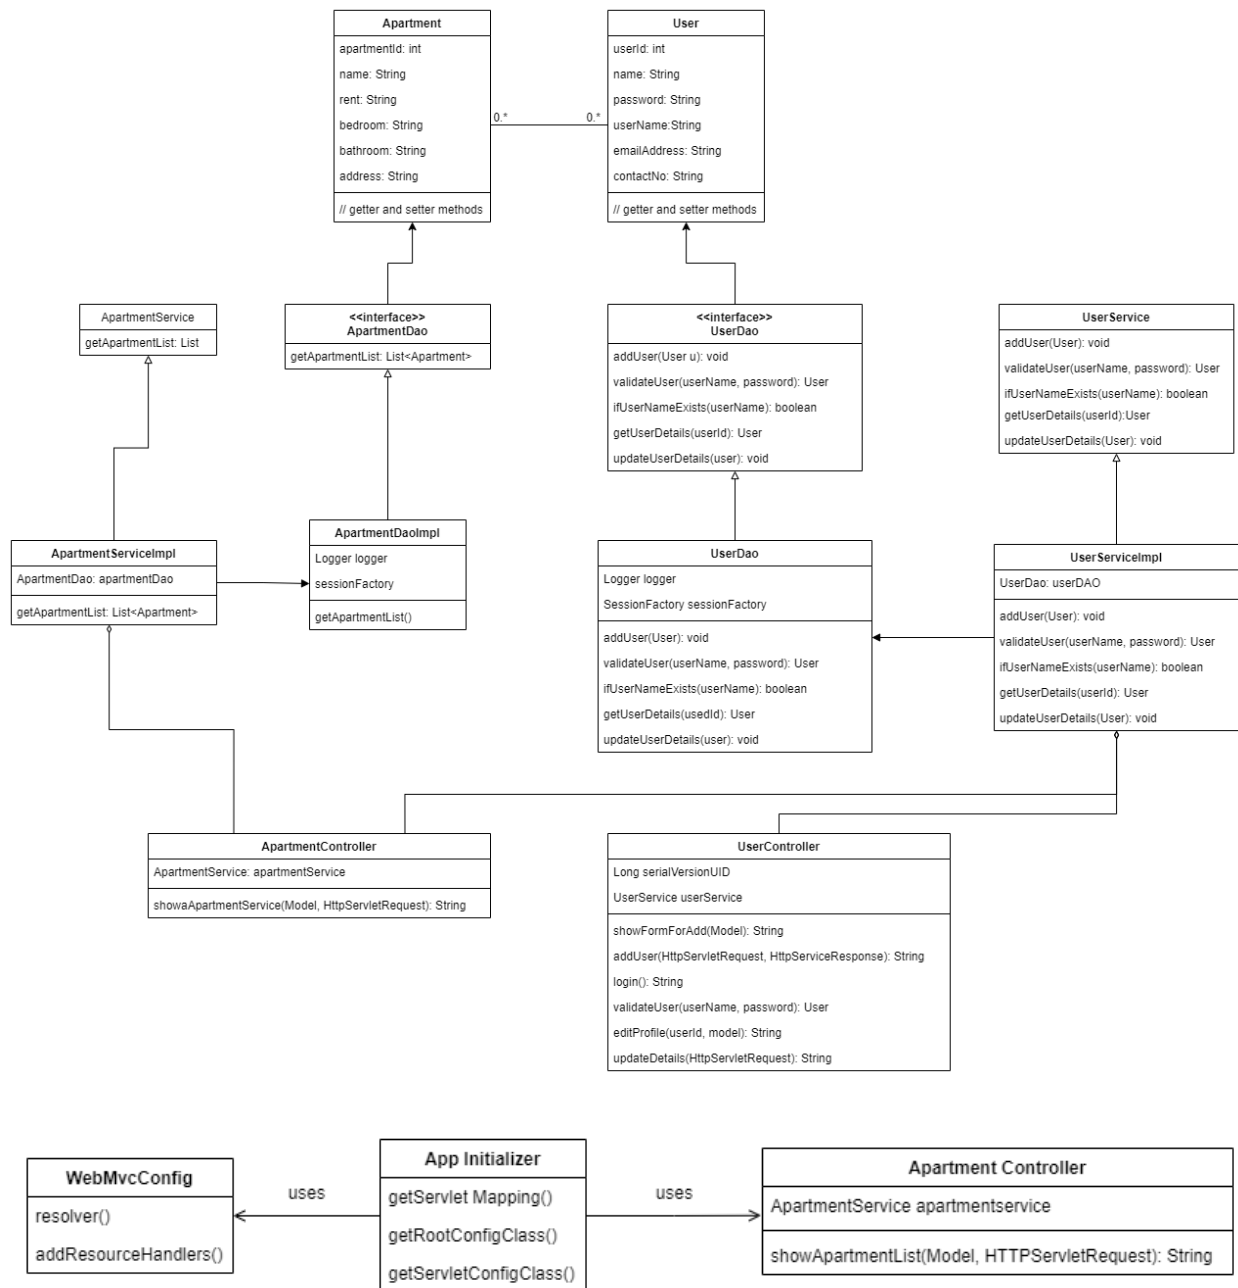 Apartment
apartmentId: int
name: String
rent: String
bedroom: String
bathroom: String
address: String
// getter and setter methods
0.*
0.*
User
userId: int
name: String
password: String
userName:String
emailAddress: String
contactNo: String
// getter and setter methods
ApartmentService
getApartmentList: List
<<interface>>
ApartmentDao
getApartmentList: List<Apartment>
<<interface>>
UserDao
addUser(User u): void
validateUser(userName, password): User
ifUserNameExists(userName): boolean
getUserDetails(userId): User
updateUserDetails(user): void
UserService
addUser(User): void
validateUser(userName, password): User
ifUserNameExists(userName): boolean
getUserDetails(userId):User
updateUserDetails(User): void
ApartmentServiceImpl
ApartmentDao: apartmentDao
getApartmentList: List<Apartment>
ApartmentDaoImpl
Logger logger
sessionFactory
getApartmentList()
UserDao
Logger logger
SessionFactory sessionFactory
addUser(User): void
validateUser(userName, password): User
ifUserNameExists(userName): boolean
getUserDetails(usedId): User
updateUserDetails(user): void
UserServiceImpl
UserDao: userDAO
addUser(User): void
validateUser(userName, password): User
ifUserNameExists(userName): boolean
getUserDetails(userId): User
updateUserDetails(User): void
ApartmentController
ApartmentService: apartmentService
showaApartmentService(Model, HttpServletRequest): String
UserController
Long serialVersionUID
UserService userService
showFormForAdd(Model): String
addUser(HttpServletRequest, HttpServiceResponse): String
login(): String
validateUser(userName, password): User
editProfile(userId, model): String
updateDetails(HttpServletRequest): String
WebMvcConfig
resolver()
addResourceHandlers()
uses
App Initializer
getServlet Mapping()
getRootConfigClass()
getServletConfigClass()
uses
Apartment Controller
ApartmentService apartmentservice
showApartmentList(Model, HTTPServletRequest): String